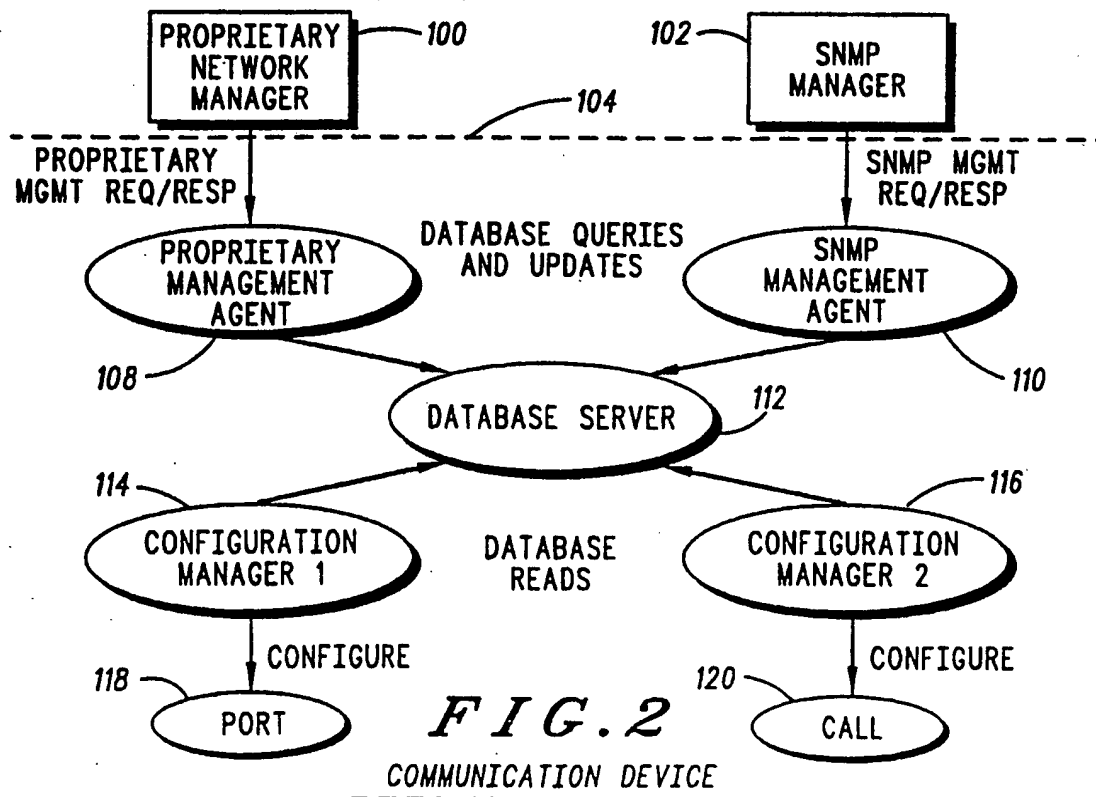 PROPRIETARY
NETWORK
MANAGER
100
102
SNMP
MANAGER
104
PROPRIETARY
MGMT REQ/RESP
SNMP MGMT
REQ/RESP
PROPRIETARY
MANAGEMENT
AGENT
DATABASE QUERIES
AND UPDATES
SNMP
MANAGEMENT
AGENT
108
110
DATABASE SERVER
112
114
116
CONFIGURATION
MANAGER 1
DATABASE
READS
CONFIGURATION
MANAGER 2
CONFIGURE
CONFIGURE
118
PORT
120
CALL
FIG.2
COMMUNICATION DEVICE